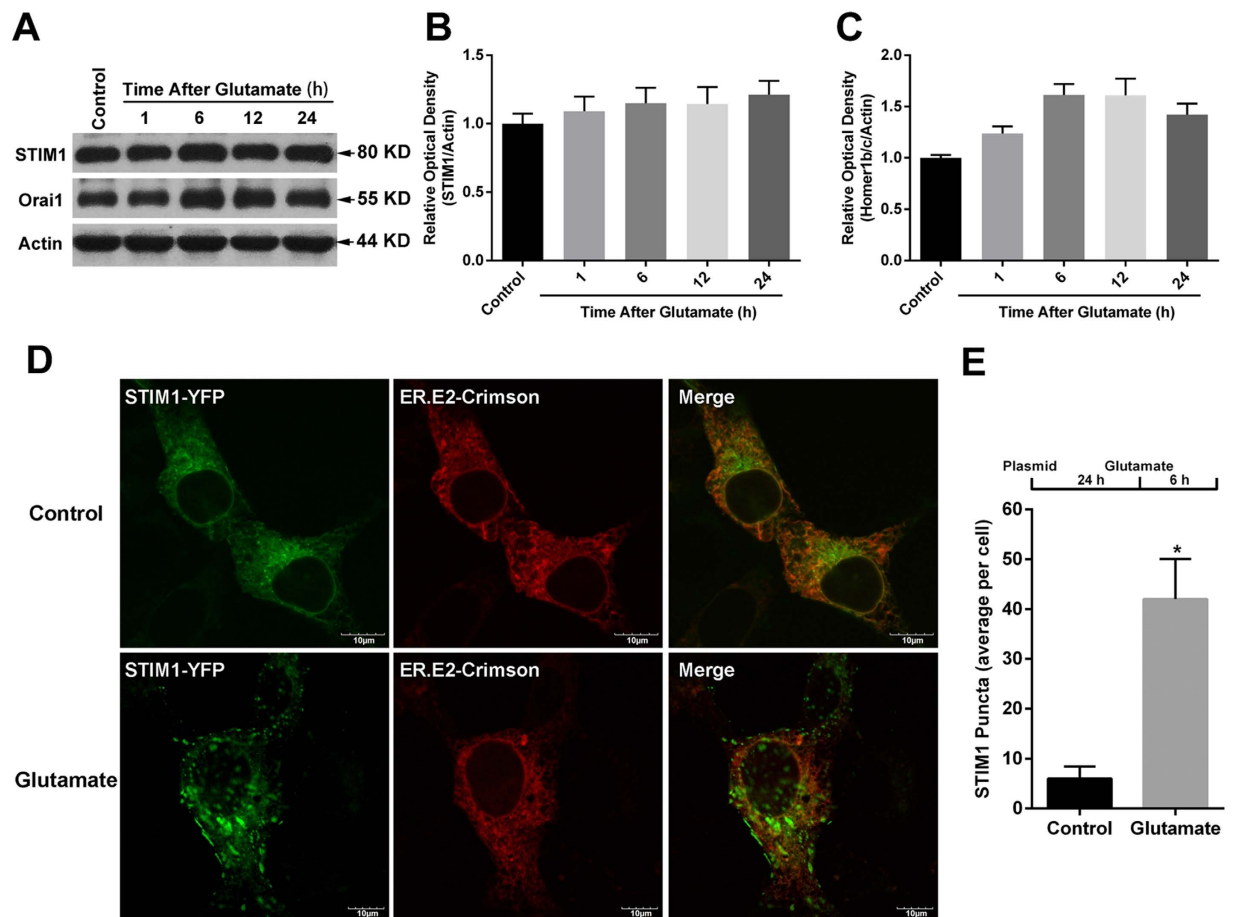 A
Control
Time After Glutamate (h)
1 6 12 24
STIM1 80 KD
Orai1 55 KD
Actin 44 KD
B
Relative Optical Density
(STIM1/Actin)
1.5
1.0
0.5
0.0
Control 1 6 12 24
Time After Glutamate (h)
C
Relative Optical Density
(Homer1b/c/Actin)
2.0
1.5
1.0
0.5
0.0
Control 1 6 12 24
Time After Glutamate (h)
D
STIM1-YFP ER.E2-Crimson Merge
Control
10μm 10μm 10μm
STIM1-YFP ER.E2-Crimson Merge
Glutamate
10μm 10μm 10μm
E
Plasmid Glutamate
24 h 6 h
STIM1 Puncta (average per cell)
60
50
40
30
20
10
0
*
Control Glutamate